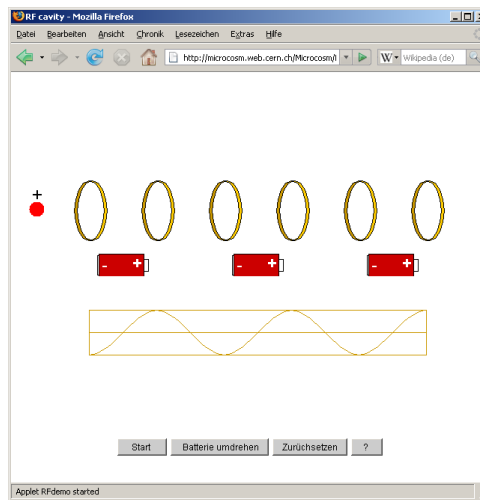 RF cavity - Mozilla Firefox
Datei Bearbeiten Ansicht Chronik Lesezeichen Extras Hilfe
http://microcosm.web.cern.ch/Microcosm/ W Wikipedia (de)
+
- + - + - +
Start Batterie umdrehen Zurücksetzen ?
Applet RFdemo started